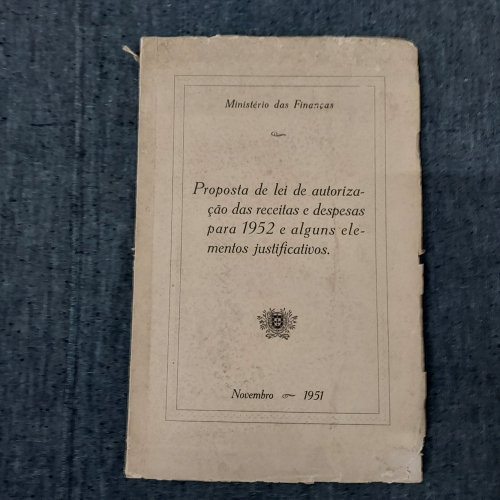 Ministério das Finanças
Proposta de lei de autoriza-
ção das receitas e despesas
para 1952 e alguns ele-
mentos justificativos.
Novembro ~ 1951